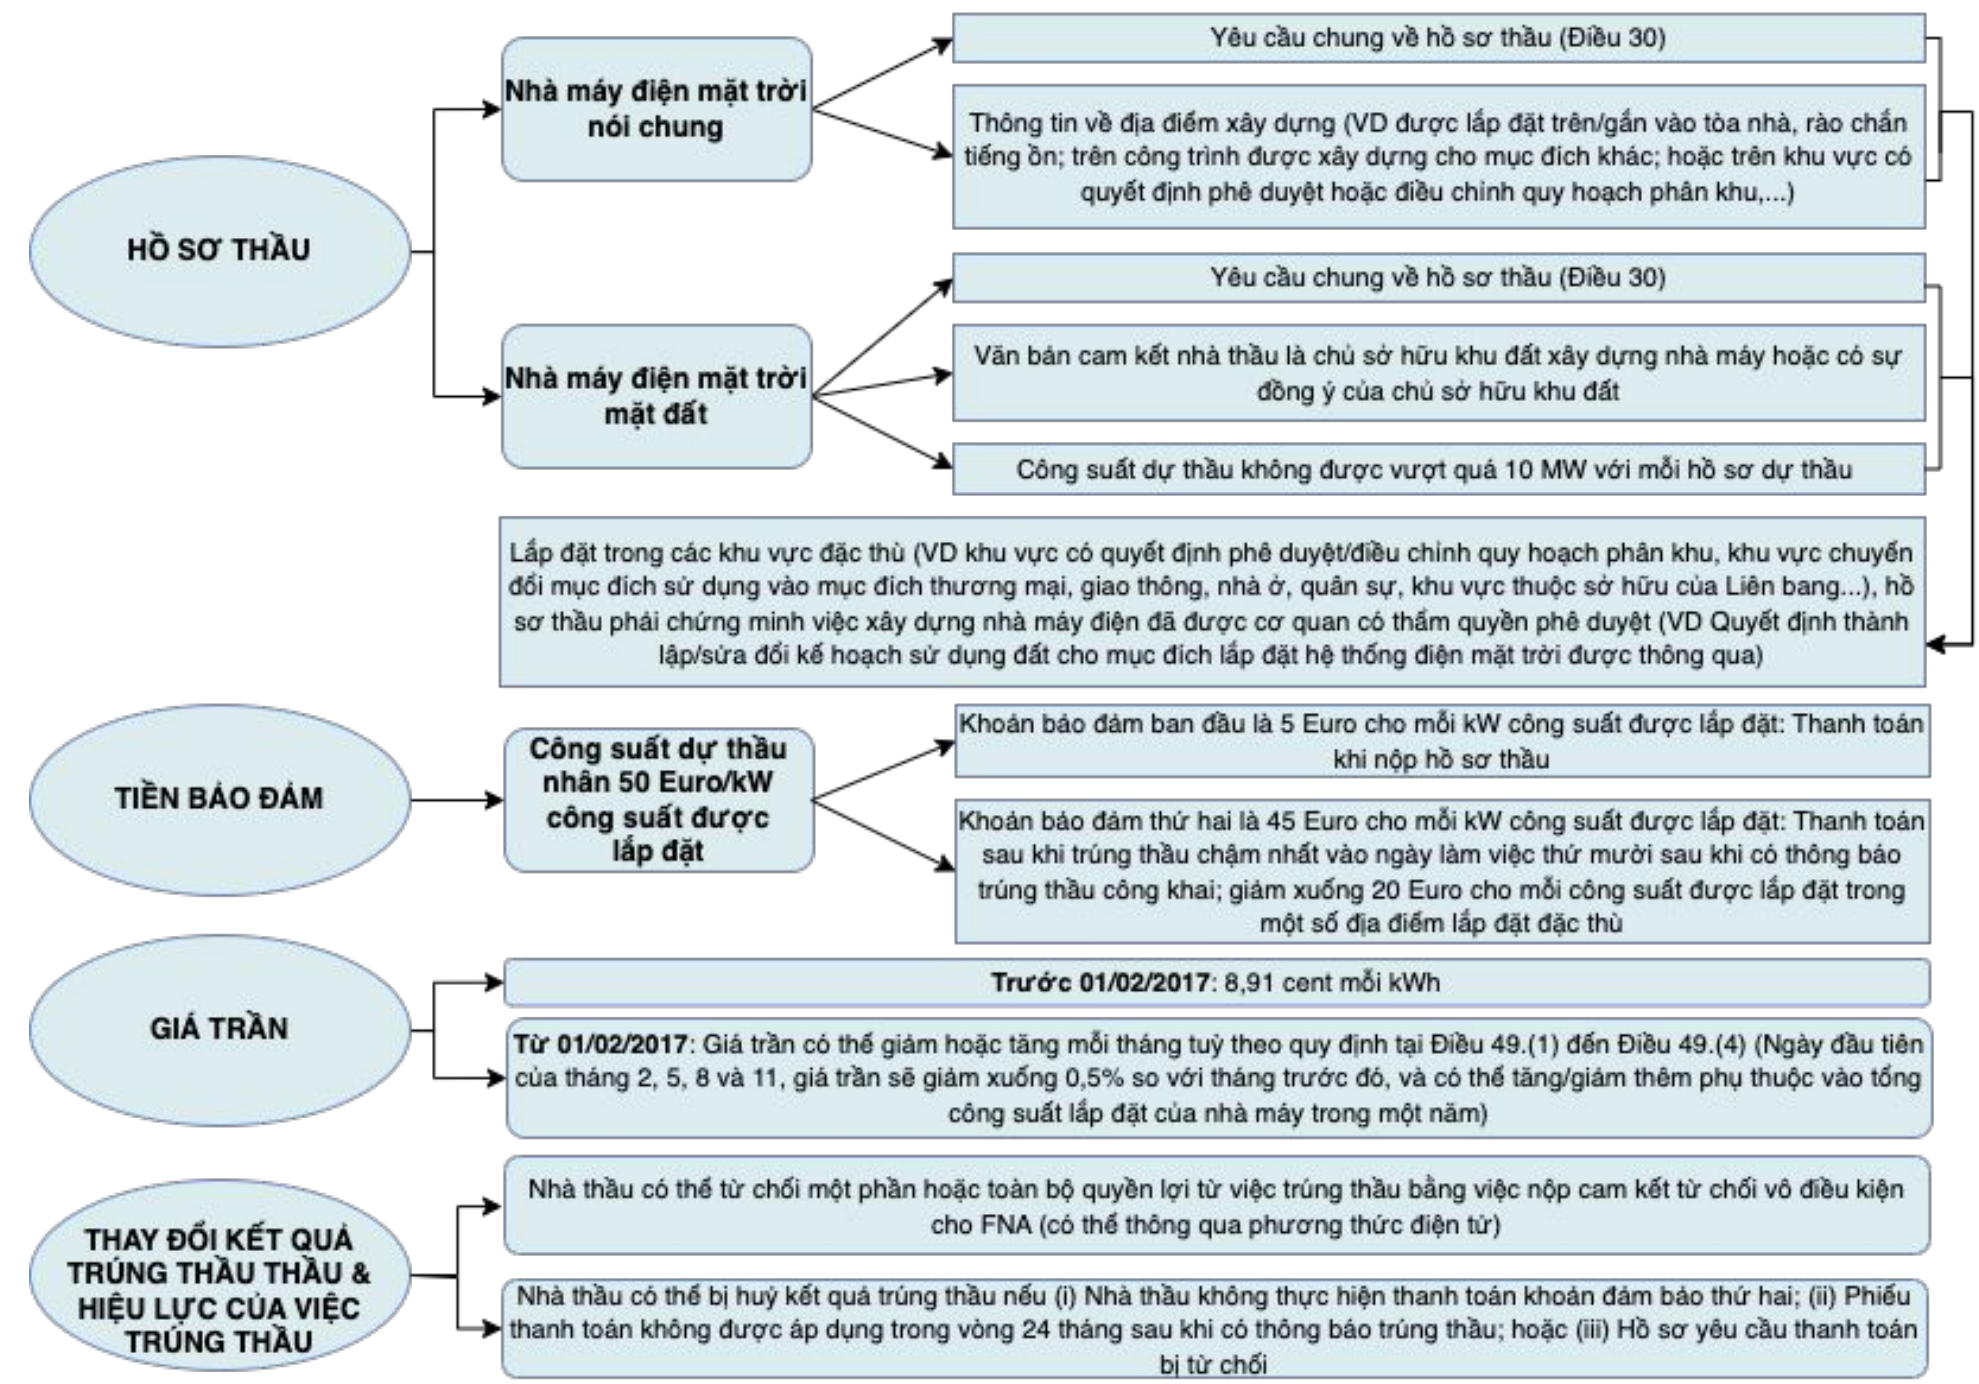 HỒ SƠ THẦU
Nhà máy điện mặt trời
nói chung
Yêu cầu chung về hồ sơ thầu (Điều 30)
Thông tin về địa điểm xây dựng (VD được lắp đặt trên/gắn vào tòa nhà, rào chắn
tiếng ồn; trên công trình được xây dựng cho mục đích khác; hoặc trên khu vực có
quyết định phê duyệt hoặc điều chỉnh quy hoạch phân khu,...)
Nhà máy điện mặt trời
mặt đất
Yêu cầu chung về hồ sơ thầu (Điều 30)
Văn bản cam kết nhà thầu là chủ sở hữu khu đất xây dựng nhà máy hoặc có sự
đồng ý của chủ sở hữu khu đất
Công suất dự thầu không được vượt quá 10 MW với mỗi hồ sơ dự thầu
Lắp đặt trong các khu vực đặc thù (VD khu vực có quyết định phê duyệt/điều chỉnh quy hoạch phân khu, khu vực chuyển
đổi mục đích sử dụng vào mục đích thương mại, giao thông, nhà ở, quân sự, khu vực thuộc sở hữu của Liên bang...), hồ
sơ thầu phải chứng minh việc xây dựng nhà máy điện đã được cơ quan có thẩm quyền phê duyệt (VD Quyết định thành
lập/sửa đổi kế hoạch sử dụng đất cho mục đích lắp đặt hệ thống điện mặt trời được thông qua)
TIỀN BẢO ĐẢM
Công suất dự thầu
nhân 50 Euro/kW
công suất được
lắp đặt
Khoản bảo đảm ban đầu là 5 Euro cho mỗi kW công suất được lắp đặt: Thanh toán
khi nộp hồ sơ thầu
Khoản bảo đảm thứ hai là 45 Euro cho mỗi kW công suất được lắp đặt: Thanh toán
sau khi trúng thầu chậm nhất vào ngày làm việc thứ mười sau khi có thông báo
trúng thầu công khai; giảm xuống 20 Euro cho mỗi công suất được lắp đặt trong
một số địa điểm lắp đặt đặc thù
GIÁ TRẦN
Trước 01/02/2017: 8,91 cent mỗi kWh
Từ 01/02/2017: Giá trần có thể giảm hoặc tăng mỗi tháng tuỳ theo quy định tại Điều 49.(1) đến Điều 49.(4) (Ngày đầu tiên
của tháng 2, 5, 8 và 11, giá trần sẽ giảm xuống 0,5% so với tháng trước đó, và có thể tăng/giảm thêm phụ thuộc vào tổng
công suất lắp đặt của nhà máy trong một năm)
THAY ĐỔI KẾT QUẢ
TRÚNG THẦU THẦU &
HIỆU LỰC CỦA VIỆC
TRÚNG THẦU
Nhà thầu có thể từ chối một phần hoặc toàn bộ quyền lợi từ việc trúng thầu bằng việc nộp cam kết từ chối vô điều kiện
cho FNA (có thể thông qua phương thức điện tử)
Nhà thầu có thể bị huỷ kết quả trúng thầu nếu (i) Nhà thầu không thực hiện thanh toán khoản đảm bảo thứ hai; (ii) Phiếu
thanh toán không được áp dụng trong vòng 24 tháng sau khi có thông báo trúng thầu; hoặc (iii) Hồ sơ yêu cầu thanh toán
bị từ chối